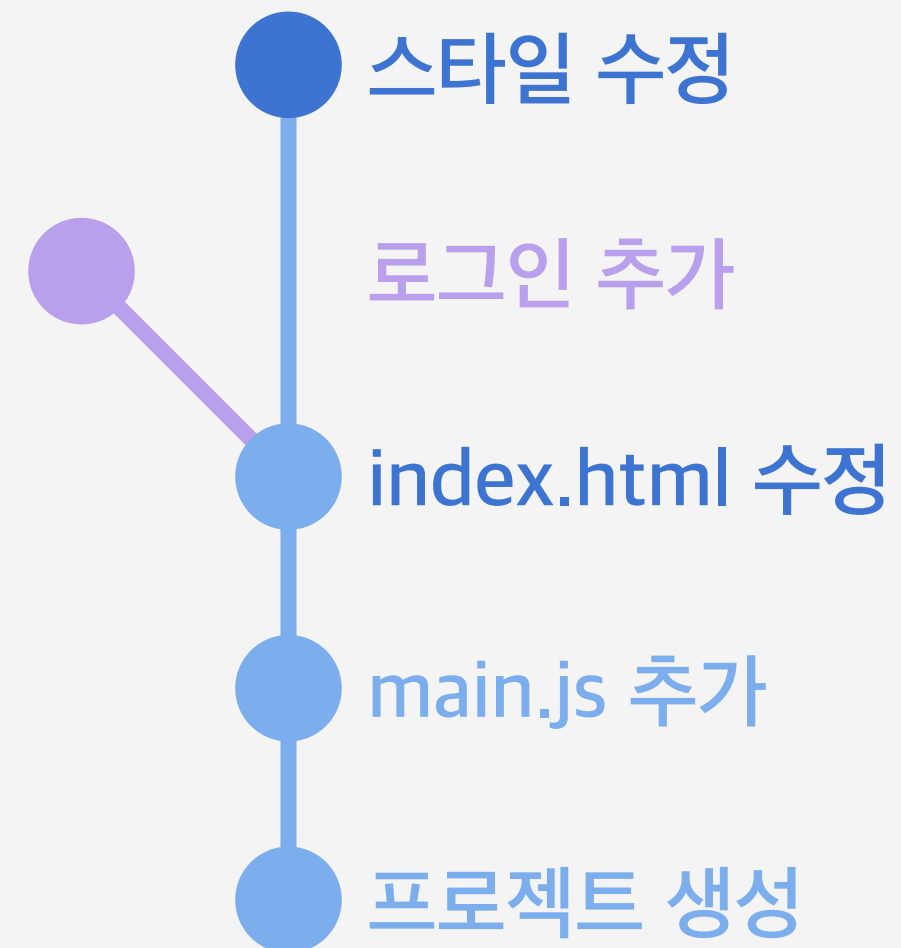 스타일 수정
로그인 추가
index.html 수정
main.js 추가
프로젝트 생성